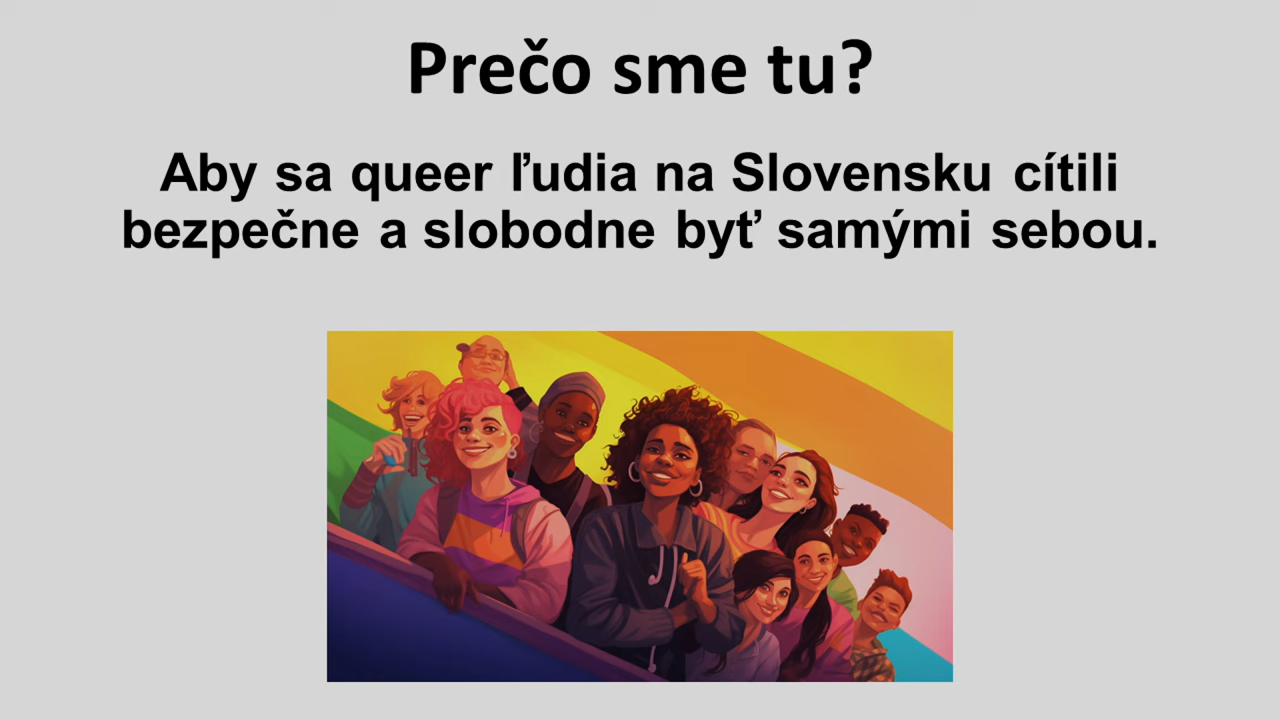 Prečo sme tu?
Aby sa queer ľudia na Slovensku cítili
bezpečne a slobodne byť samými sebou.